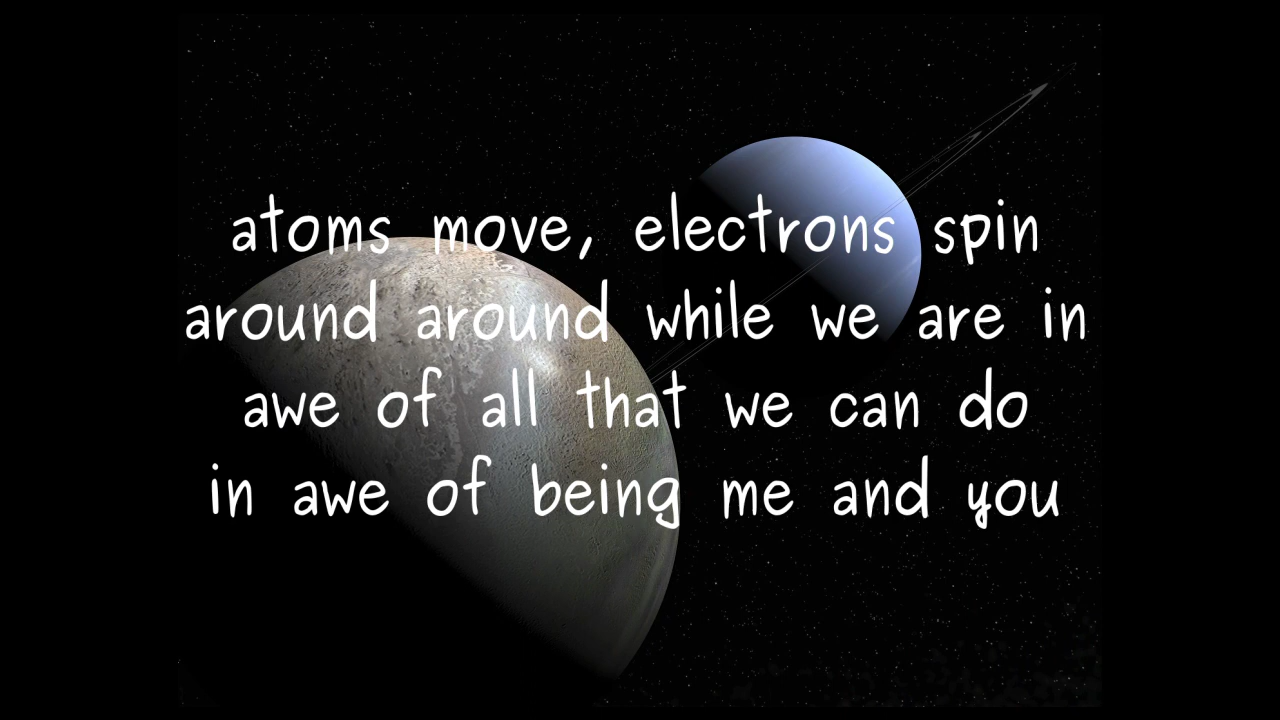 atoms move, electrons spin
around around while we are in
awe of all that we can do
in awe of being me and you